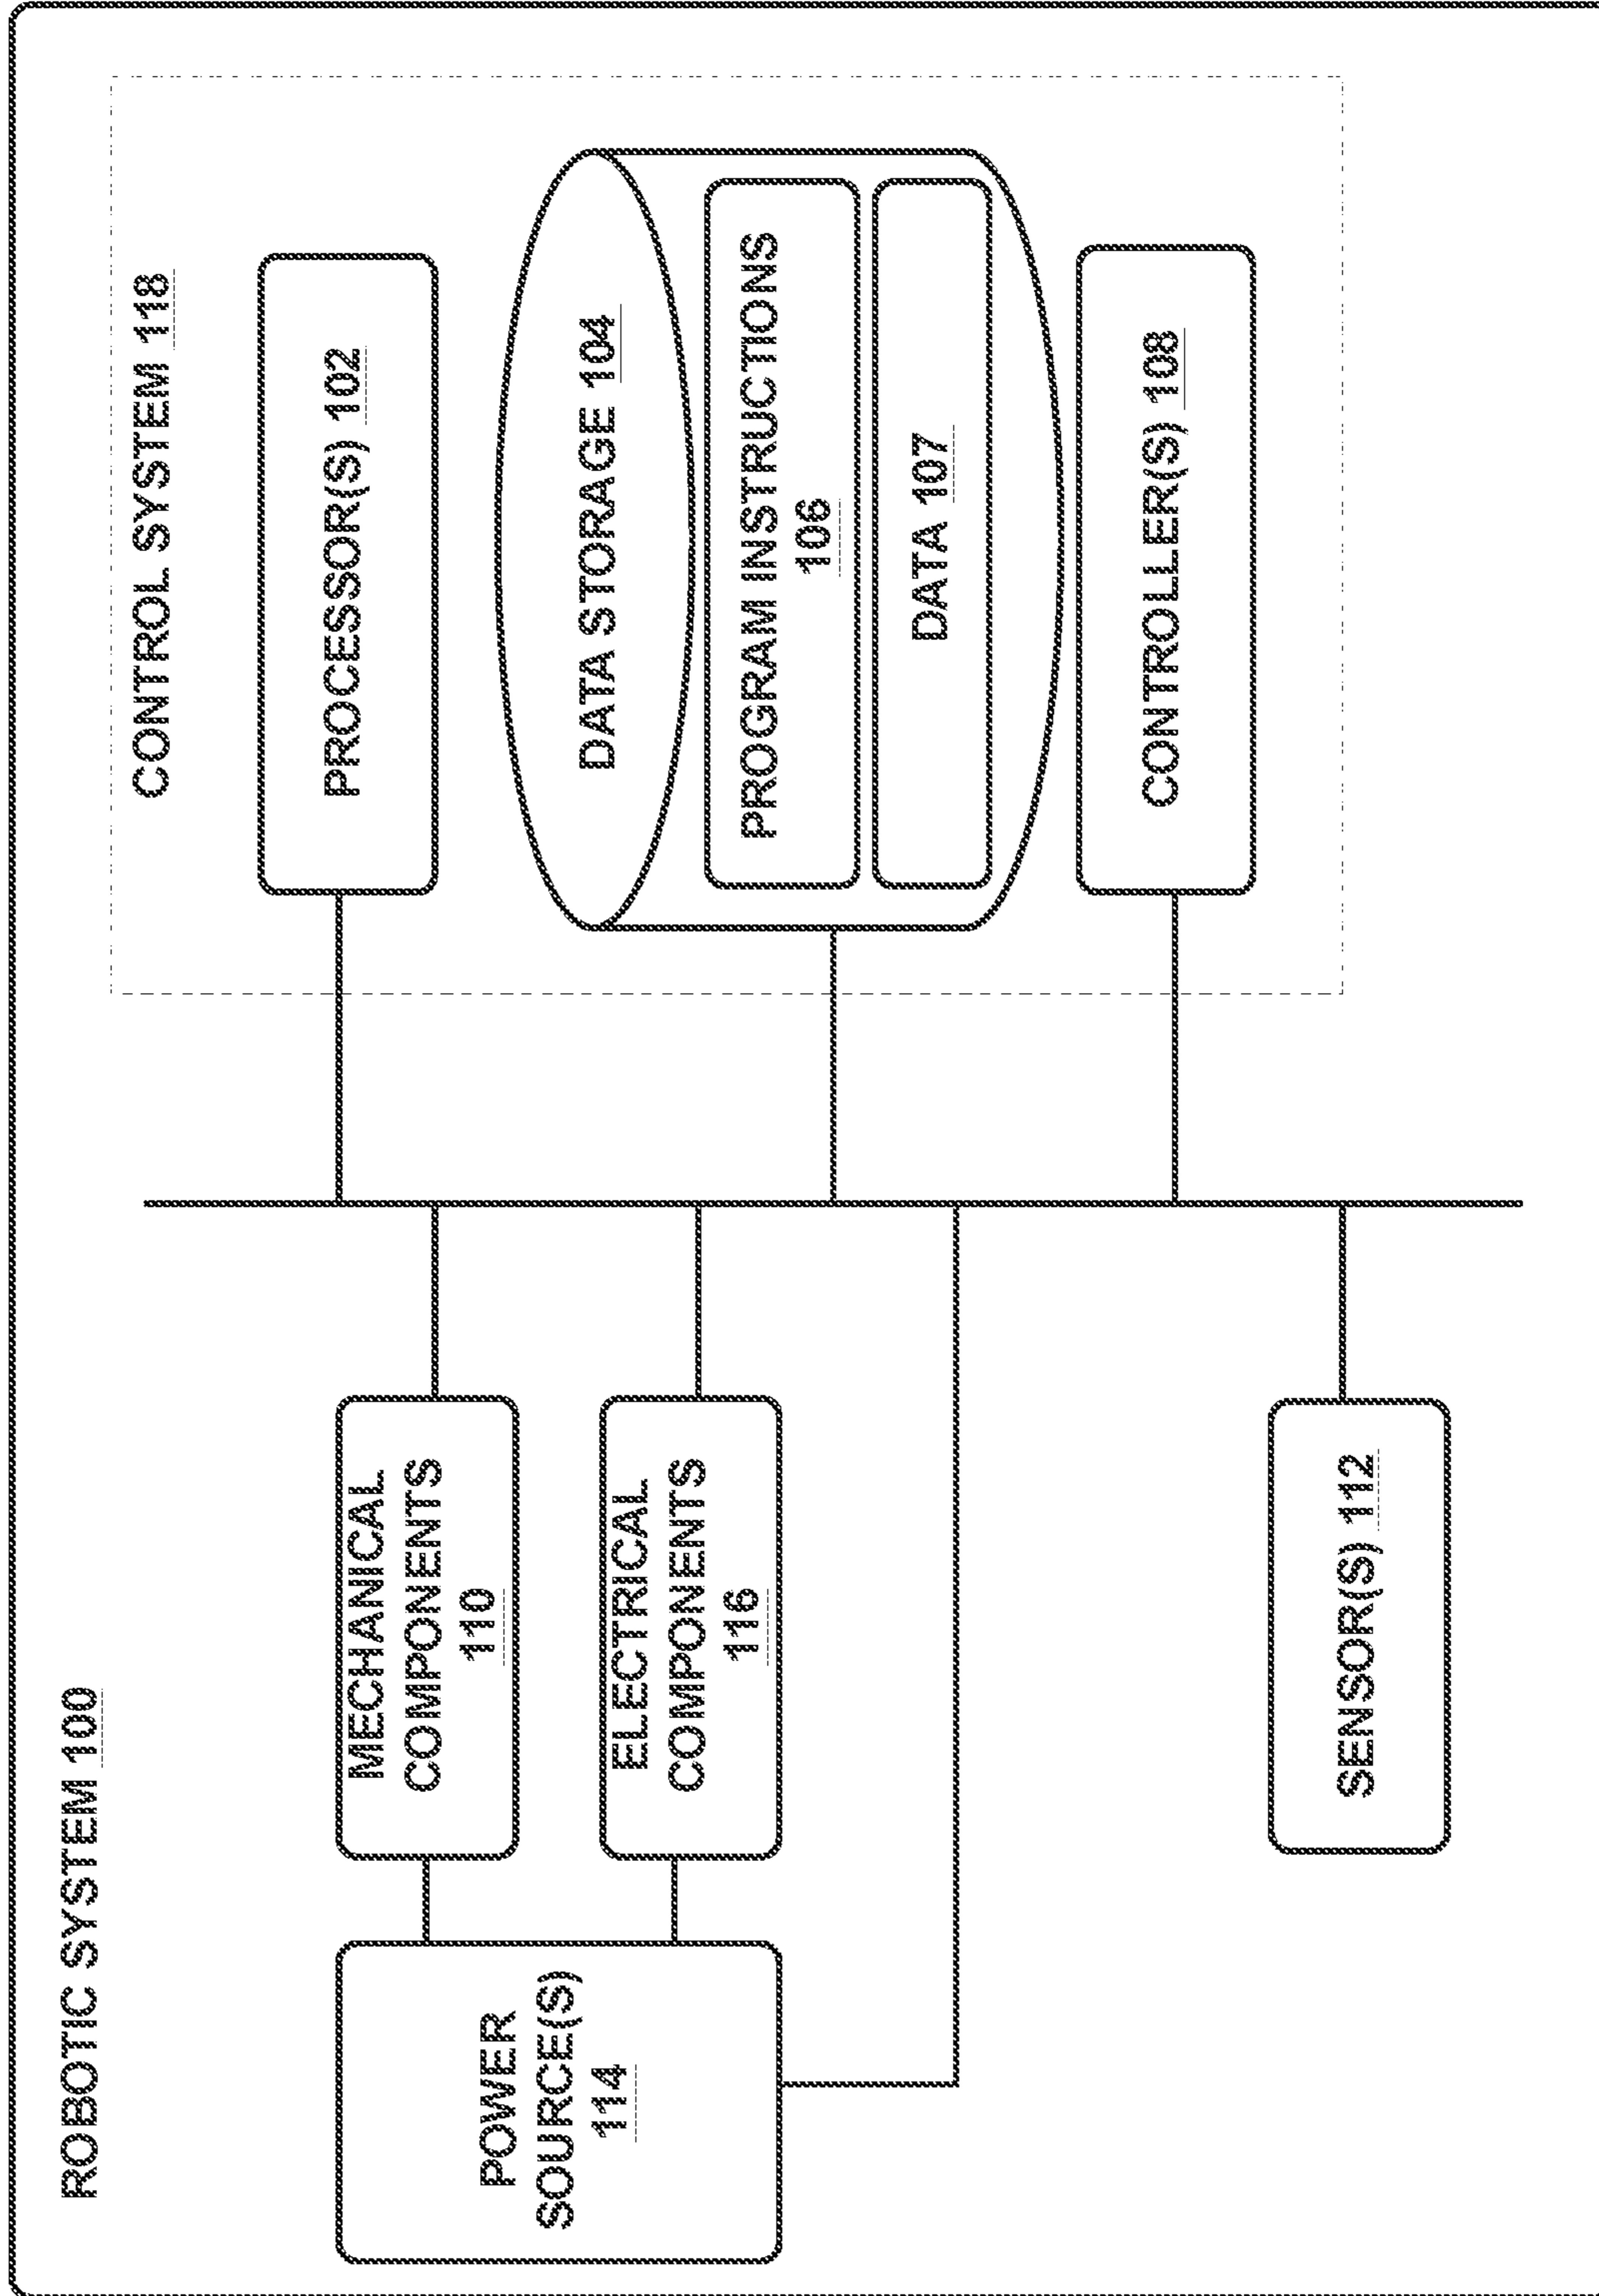 ROBOTIC SYSTEM 100
POWER
SOURCE(S)
114
MECHANICAL
COMPONENTS
110
ELECTRICAL
COMPONENTS
116
SENSOR(S) 112
CONTROL SYSTEM 118
PROCESSOR(S) 102
DATA STORAGE 104
PROGRAM INSTRUCTIONS
106
DATA 107
CONTROLLER(S) 108